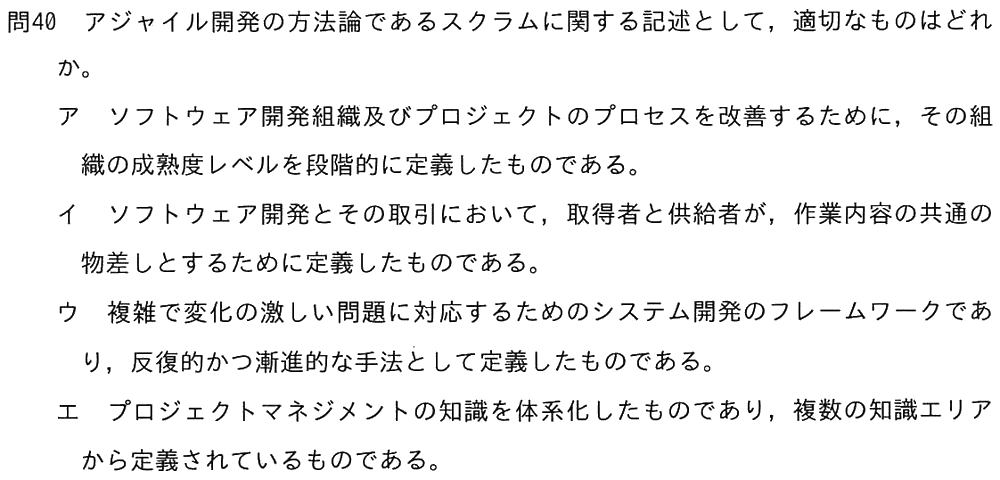 問40 アジャイル開発の方法論であるスクラムに関する記述として，適切なものはどれ
か。
ア ソフトウェア開発組織及びプロジェクトのプロセスを改善するために，その組
織の成熟度レベルを段階的に定義したものである。
イ ソフトウェア開発とその取引において，取得者と供給者が，作業内容の共通の
物差しとするために定義したものである。
ウ 複雑で変化の激しい問題に対応するためのシステム開発のフレームワークであ
り，反復的かつ漸進的な手法として定義したものである。
エ プロジェクトマネジメントの知識を体系化したものであり，複数の知識エリア
から定義されているものである。